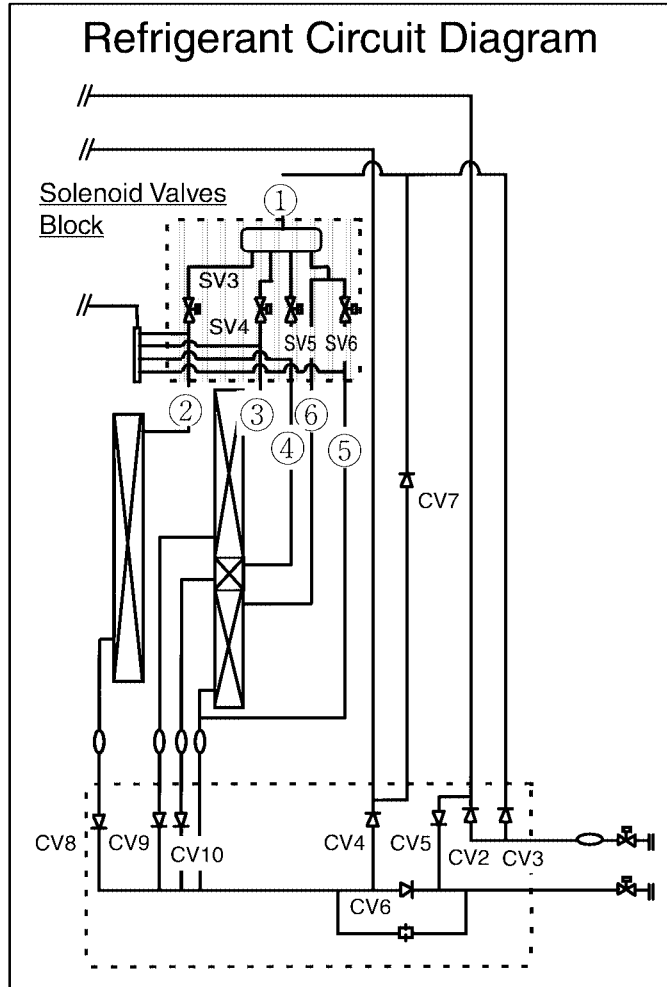 Refrigerant Circuit Diagram
Solenoid Valves
Block
①
SV3
SV4
SV5
SV6
②
③
⑥
④
⑤
CV7
CV8
CV9
CV10
CV4
CV5
CV2
CV3
CV6